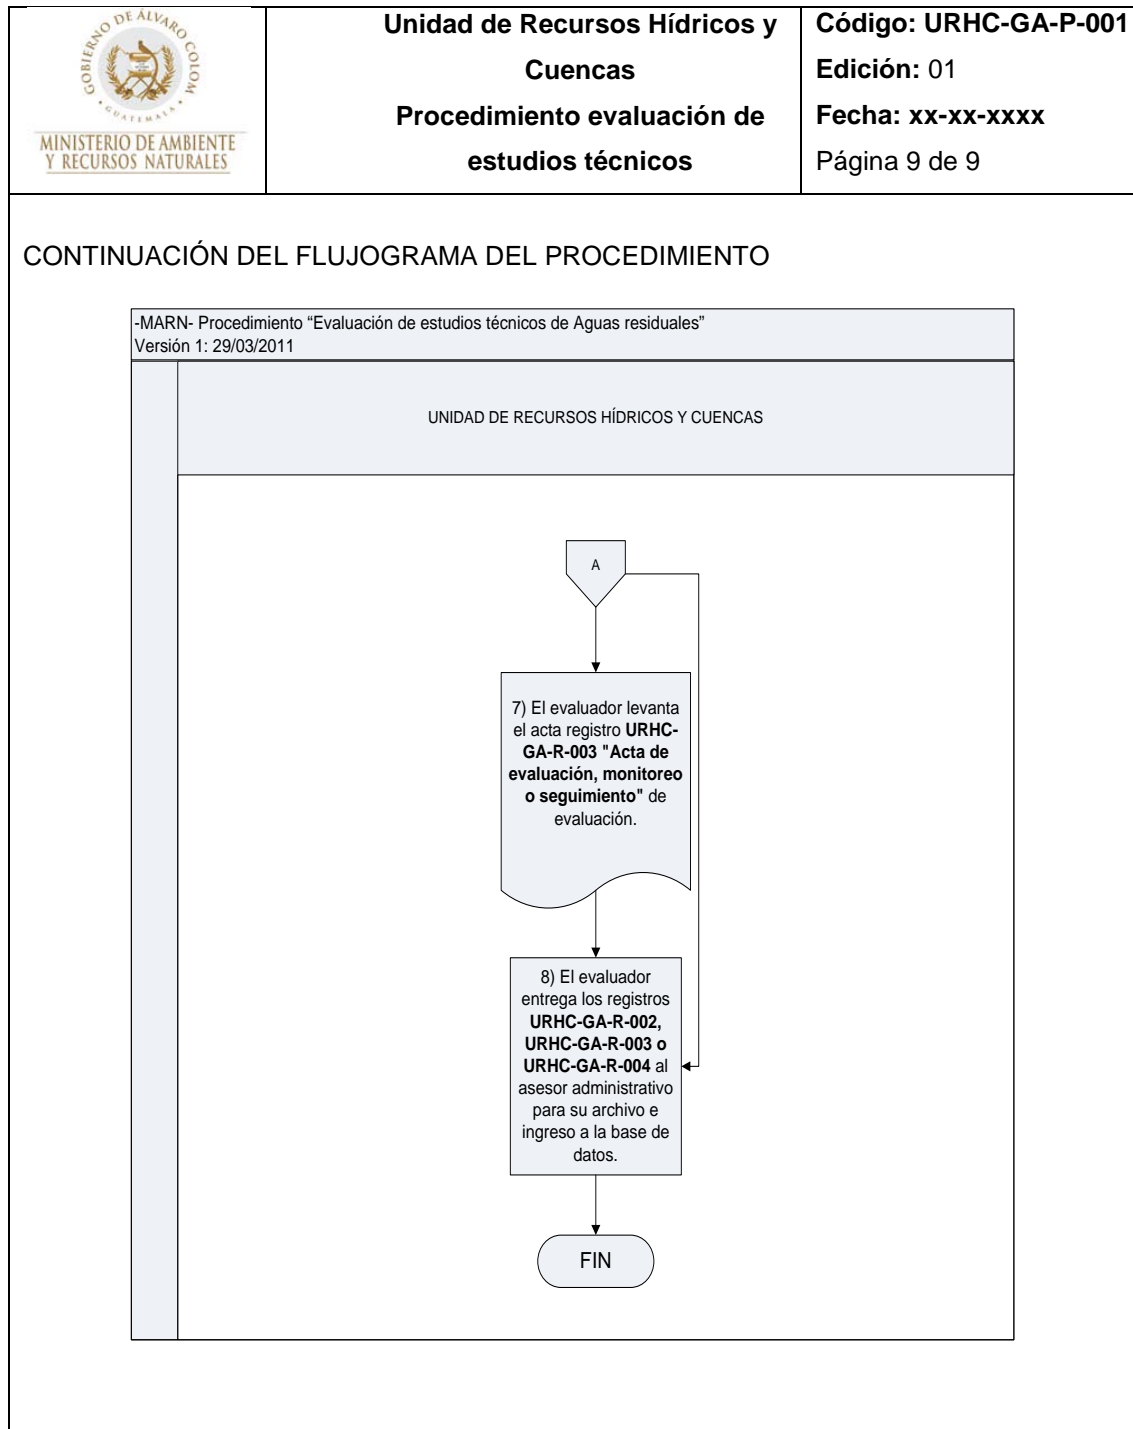 GOBIERNO DE ÁLVARO COLOM
GUATEMALA
MINISTERIO DE AMBIENTE
Y RECURSOS NATURALES
Unidad de Recursos Hídricos y
Cuencas
Procedimiento evaluación de
estudios técnicos
Código: URHC-GA-P-001
Edición: 01
Fecha: xx-xx-xxxx
Página 9 de 9
CONTINUACIÓN DEL FLUJOGRAMA DEL PROCEDIMIENTO
-MARN- Procedimiento “Evaluación de estudios técnicos de Aguas residuales”
Versión 1: 29/03/2011
UNIDAD DE RECURSOS HÍDRICOS Y CUENCAS
A
7) El evaluador levanta
el acta registro URHC-
GA-R-003 "Acta de
evaluación, monitoreo
o seguimiento" de
evaluación.
8) El evaluador
entrega los registros
URHC-GA-R-002,
URHC-GA-R-003 o
URHC-GA-R-004 al
asesor administrativo
para su archivo e
ingreso a la base de
datos.
FIN